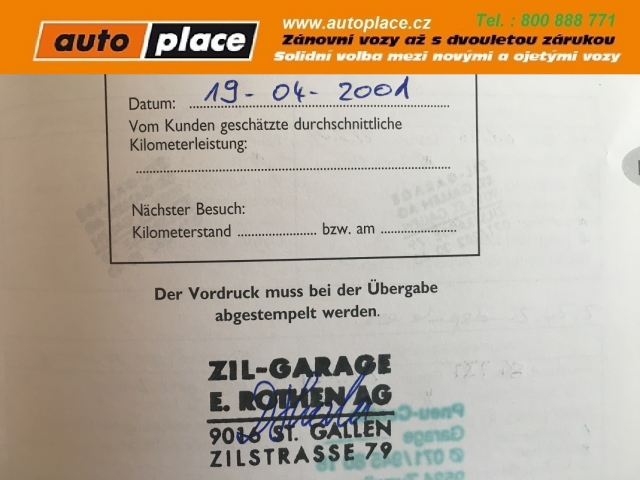 auto place
www.autoplace.cz
Tel. : 800 888 771
Zánovní vozy až s dvouletou zárukou
Solidní volba mezi novými a ojetými vozy
Datum: 19-04-2001
Vom Kunden geschätzte durchschnittliche
Kilometerleistung:
Nächster Besuch:
Kilometerstand .................... bzw. am ....................
Der Vordruck muss bei der Übergabe
abgestempelt werden.
ZIL-GARAGE
E. ROTHEN AG
9016 ST. GALLEN
ZILSTRASSE 79